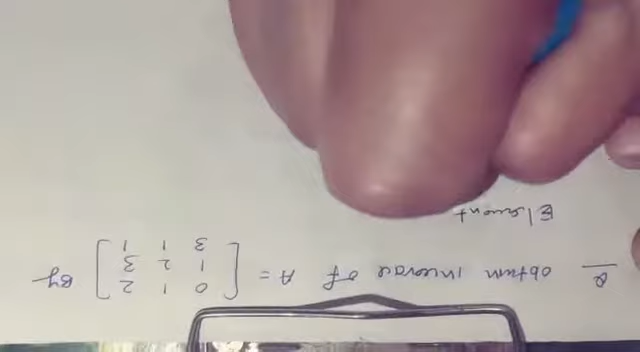 Q obtain inverse of A = [ 0 1 2
1 2 3
3 1 1 ] By
Element